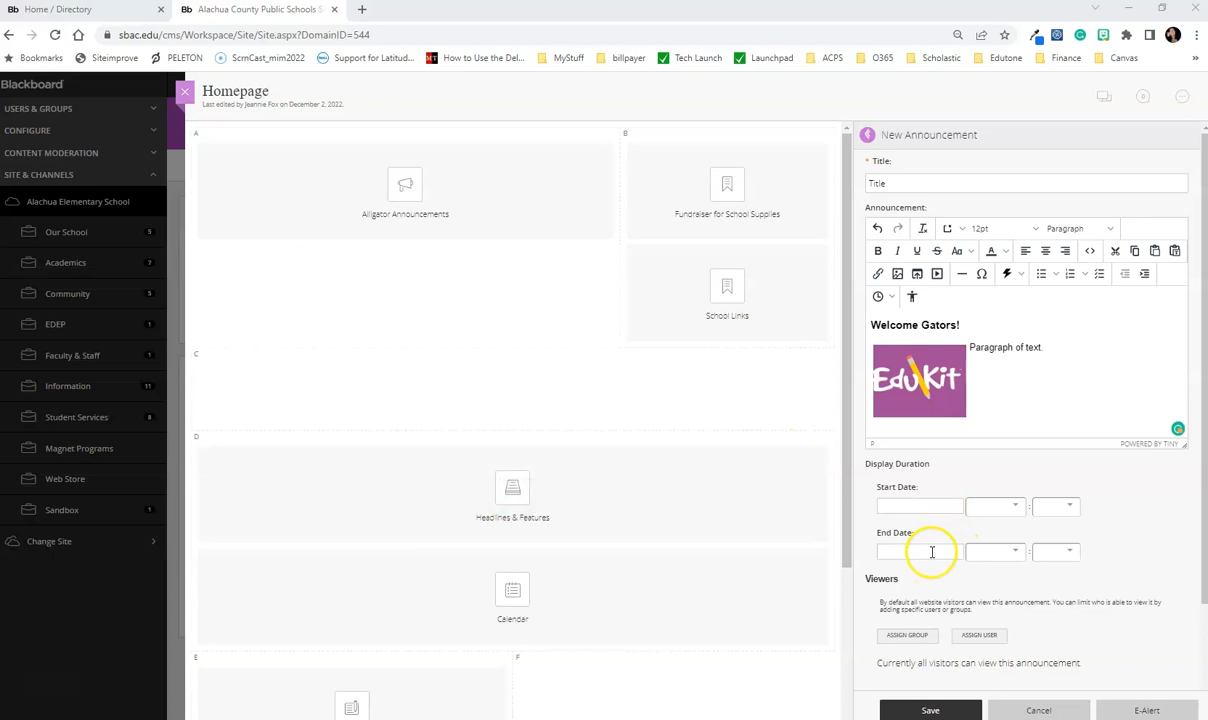 Bb Home / Directory
Bb Alachua County Public Schools S
sbac.edu/cms/Workspace/Site/Site.aspx?DomainID=544
Bookmarks Siteimprove PELETON ScrnCast_mim2022 Support for Latitud... How to Use the Del... Tech Launch Launchpad MyStuff billpayer ACPS O365 Scholastic Edutone Finance Canvas
Blackboard
USERS & GROUPS
CONFIGURE
CONTENT MODERATION
SITE & CHANNELS
Alachua Elementary School
Our School 5
Academics 7
Community 5
EDEP 1
Faculty & Staff 1
Information 11
Student Services 8
Magnet Programs
Web Store
Sandbox
Change Site
Homepage
Last edited by Jeannie Fox on December 2, 2022.
0
A
Alligator Announcements
B
Fundraiser for School Supplies
School Links
C
D
Headlines & Features
Calendar
E
F
New Announcement
* Title:
Title
Announcement:
12pt Paragraph
B I U S Aa A
Welcome Gators!
EduKit
Paragraph of text.
P
POWERED BY TINY
Display Duration
Start Date:
:
End Date:
:
Viewers
By default all website visitors can view this announcement. You can limit who is able to view it by
adding specific users or groups.
ASSIGN GROUP ASSIGN USER
Currently all visitors can view this announcement.
Save Cancel E-Alert